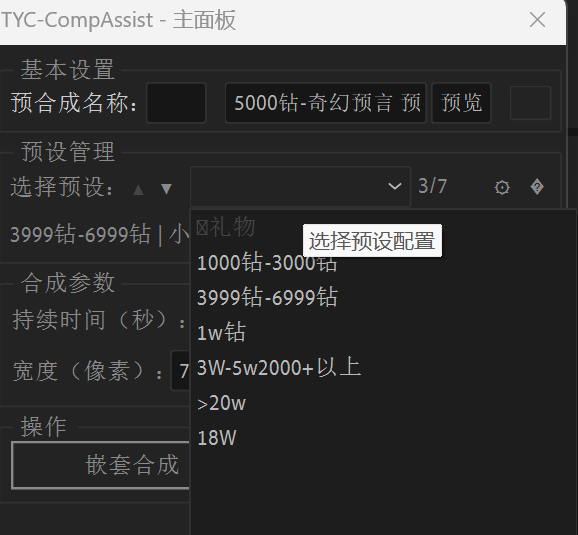 TYC-CompAssist - 主面板
基本设置
预合成名称：
5000钻-奇幻预言 预
预览
预设管理
选择预设：
3/7
3999钻-6999钻 | 小
礼物
选择预设配置
1000钻-3000钻
3999钻-6999钻
1w钻
3W-5w2000+以上
>20w
18W
合成参数
持续时间（秒）：
宽度（像素）：
7
操作
嵌套合成